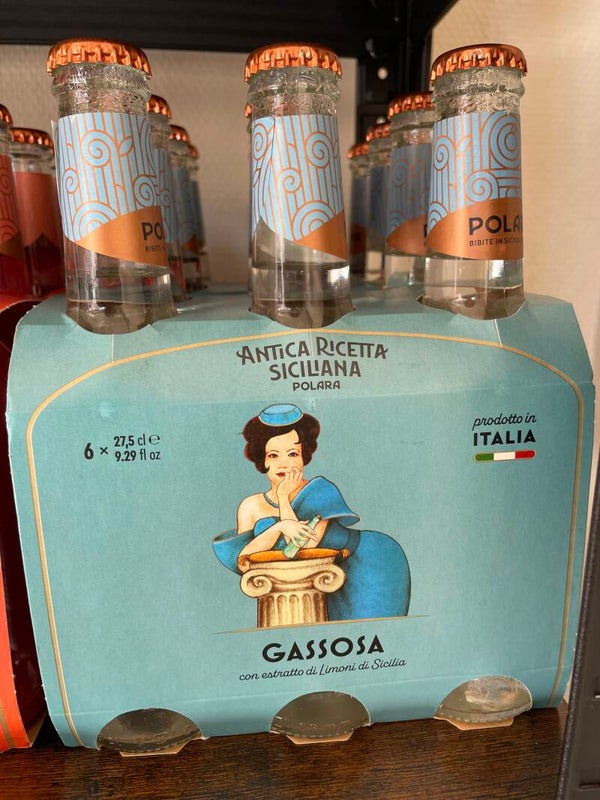 POLA
BIBITE IN SICI
ANTICA RICETTA
SICILIANA
POLARA
6 x 27,5 cl e
9.29 fl oz
prodotto in
ITALIA
GASSOSA
con estratto di Limoni di Sicilia